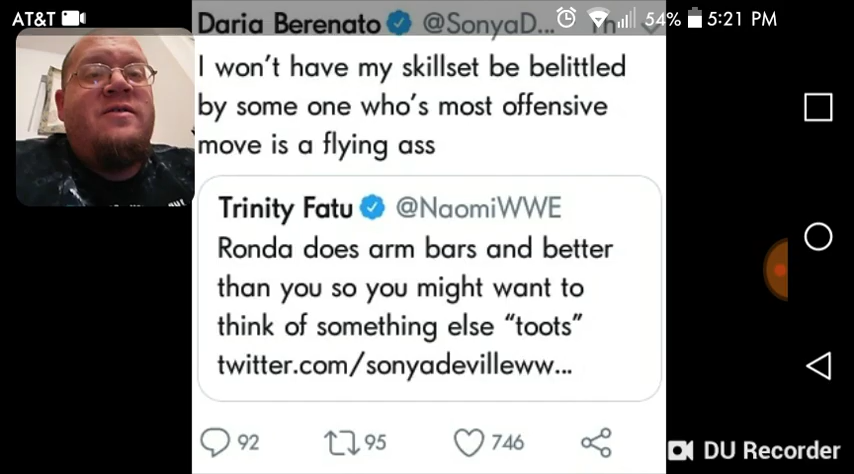 AT&T 54% 5:21 PM
Daria Berenato @SonyaD...
I won't have my skillset be belittled
by some one who's most offensive
move is a flying ass
Trinity Fatu @NaomiWWE
Ronda does arm bars and better
than you so you might want to
think of something else “toots”
twitter.com/sonyadevilleww...
92 95 746
DU Recorder